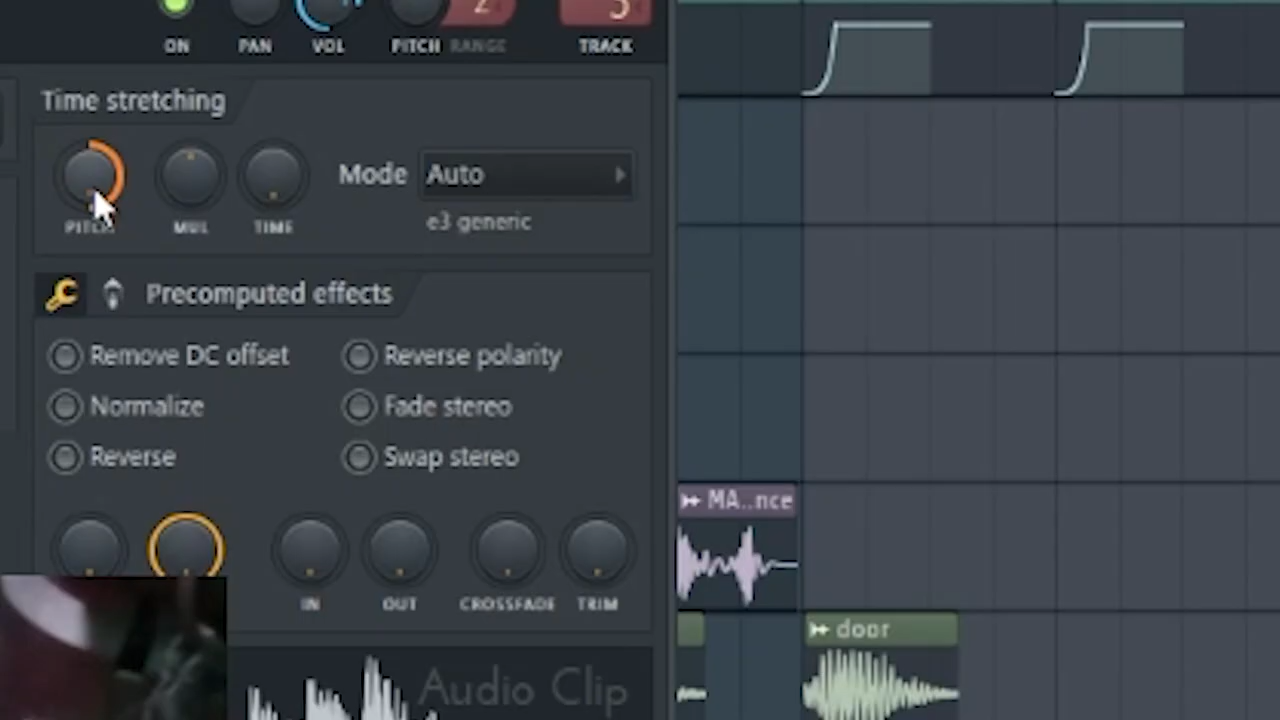 ON PAN VOL PITCH RANGE TRACK
Time stretching
Mode Auto
PITCH MUL TIME e3 generic
Precomputed effects
Remove DC offset Reverse polarity
Normalize Fade stereo
Reverse Swap stereo
MA..nce
IN OUT CROSSFADE TRIM
door
Audio Clip